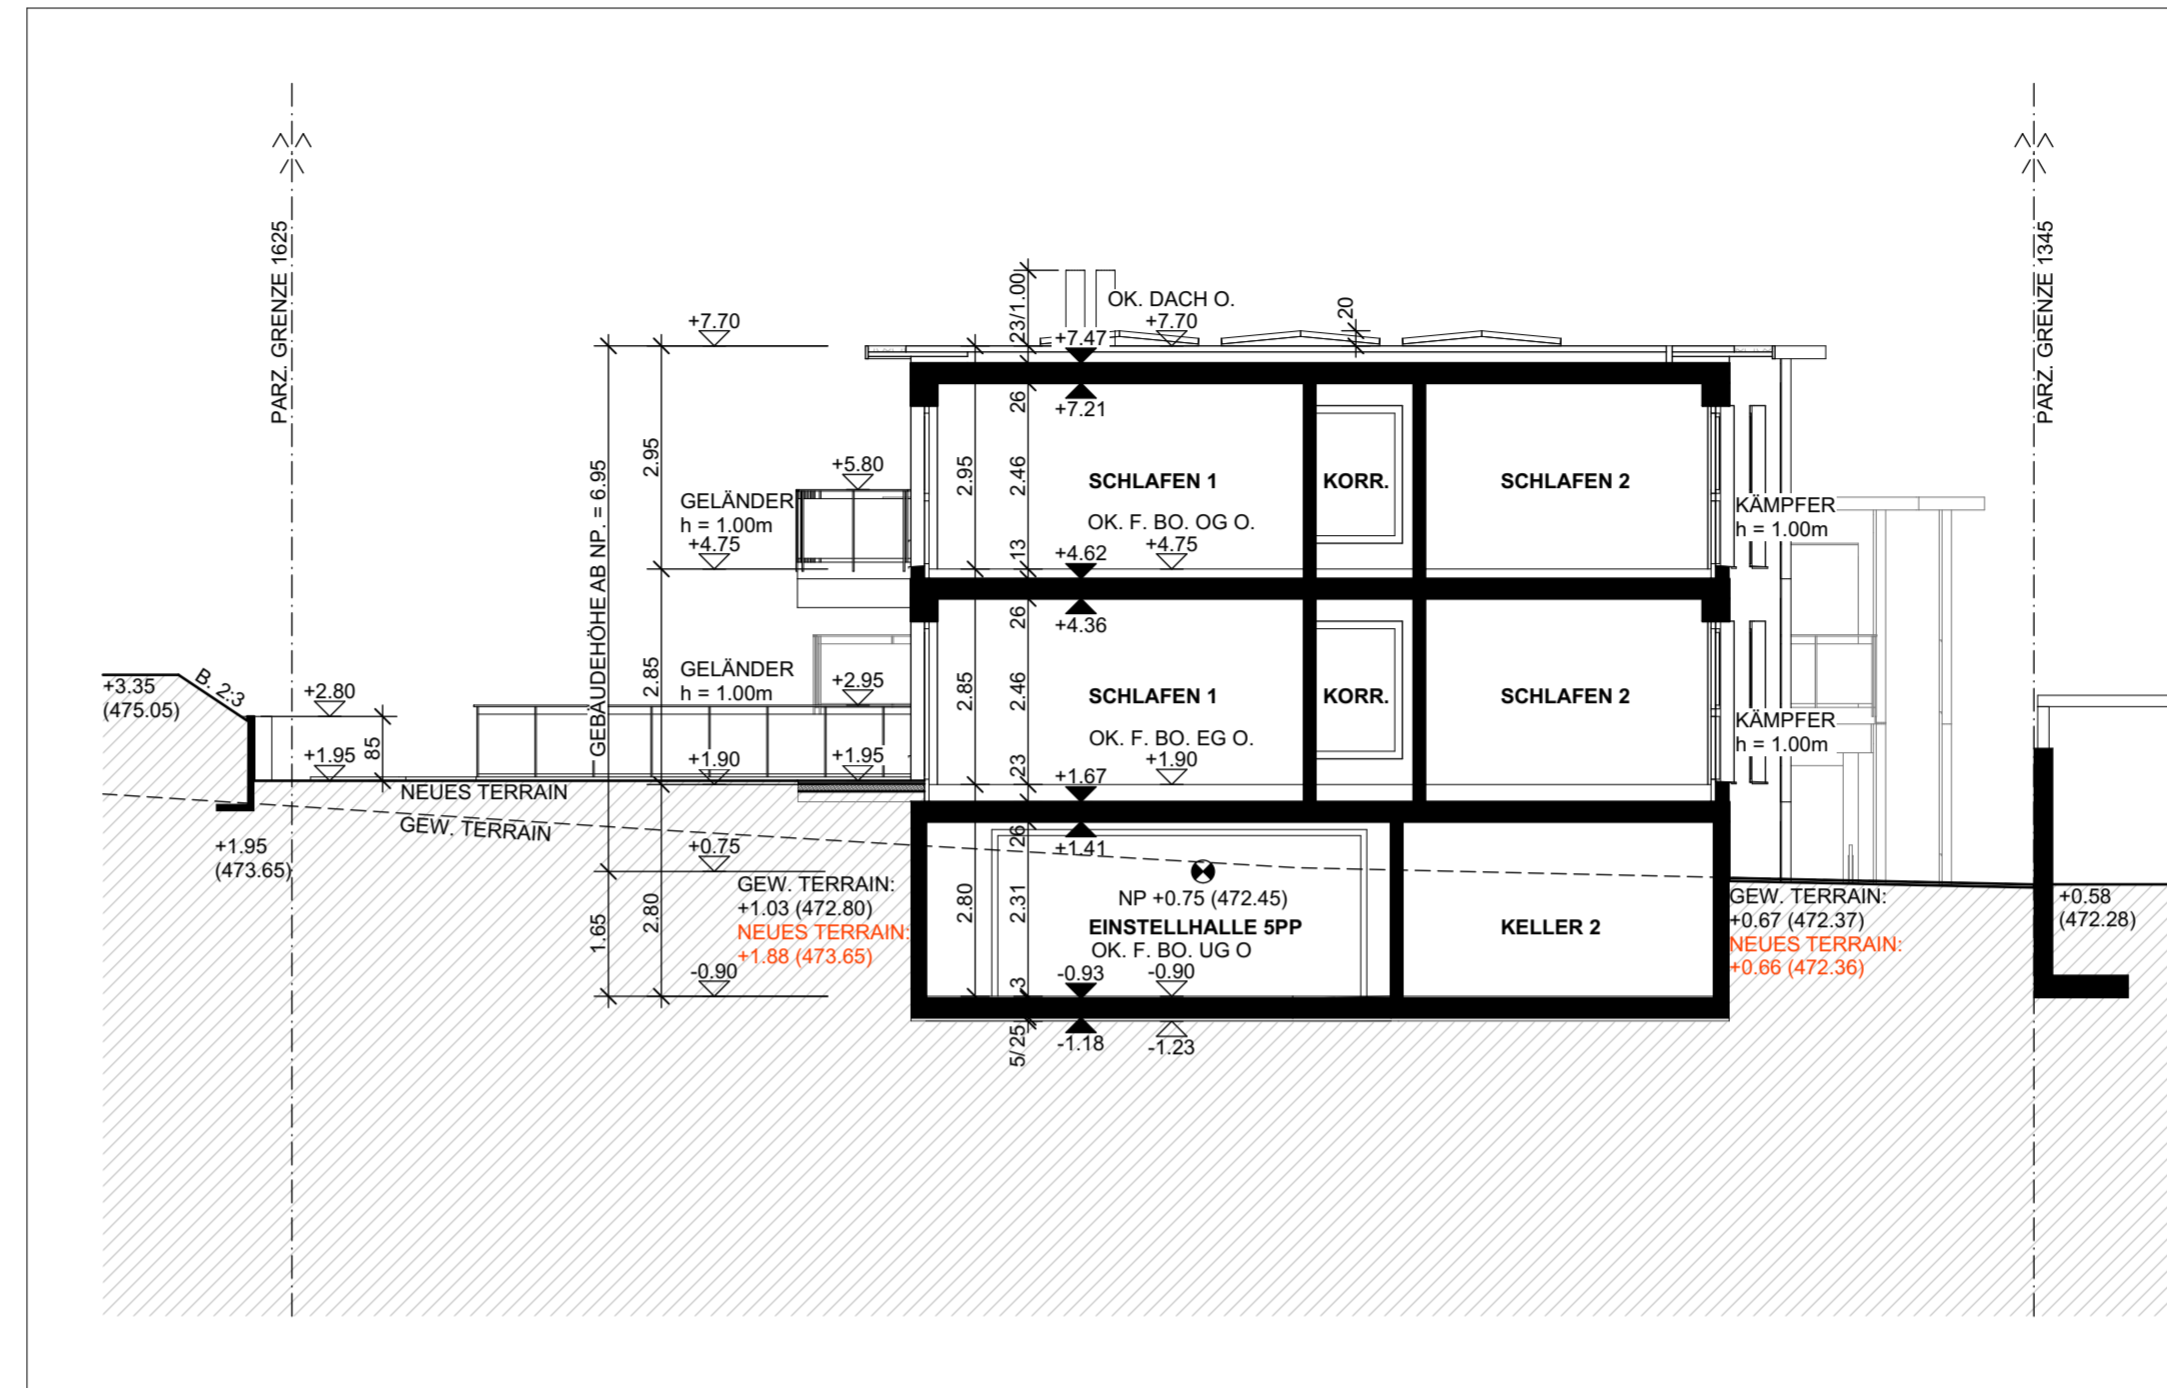 PARZ. GRENZE 1625
PARZ. GRENZE 1345
23/1.00
OK. DACH O.
+7.70
+7.47
+7.70
20
26
+7.21
2.95
2.95
2.46
13
GEBÄUDEHÖHE AB NP. = 6.95
+5.80
GELÄNDER
h = 1.00m
+4.75
SCHLAFEN 1
KORR.
SCHLAFEN 2
OK. F. BO. OG O.
+4.62
+4.75
KÄMPFER
h = 1.00m
26
+4.36
2.85
2.85
2.46
23
GELÄNDER
h = 1.00m
+2.95
+1.90
+1.95
SCHLAFEN 1
KORR.
SCHLAFEN 2
OK. F. BO. EG O.
+1.67
+1.90
KÄMPFER
h = 1.00m
+3.35
(475.05)
B. 2:3
+2.80
85
+1.95
NEUES TERRAIN
GEW. TERRAIN
+1.95
(473.65)
26
+1.41
+0.75
GEW. TERRAIN:
+1.03 (472.80)
NEUES TERRAIN:
+1.88 (473.65)
1.65
2.80
-0.90
2.80
2.31
3
NP +0.75 (472.45)
EINSTELLHALLE 5PP
OK. F. BO. UG O
-0.93
-0.90
KELLER 2
GEW. TERRAIN:
+0.67 (472.37)
NEUES TERRAIN:
+0.66 (472.36)
+0.58
(472.28)
5/25
-1.18
-1.23